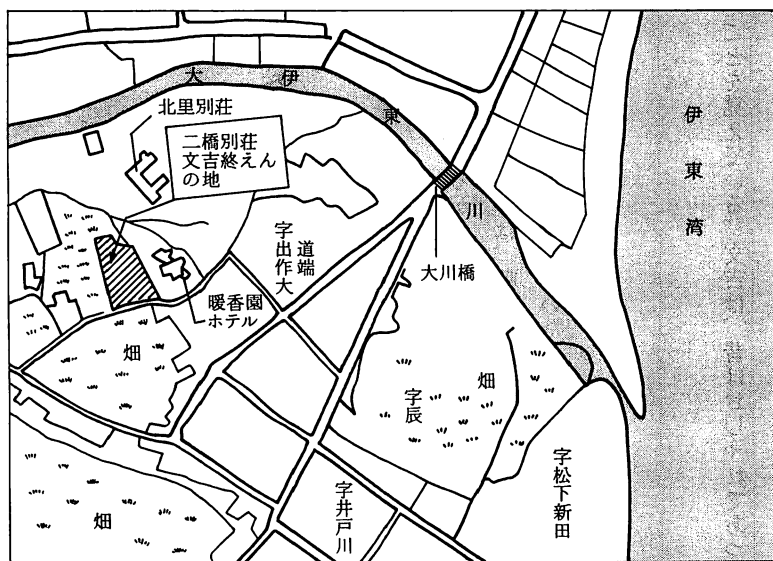 伊東大川
伊東湾
北里別荘
二橋別荘
文吉終えん
の地
道端
字出作大
大川橋
暖香園
ホテル
畑
畑
字辰
畑
字井戸川
字松下新田